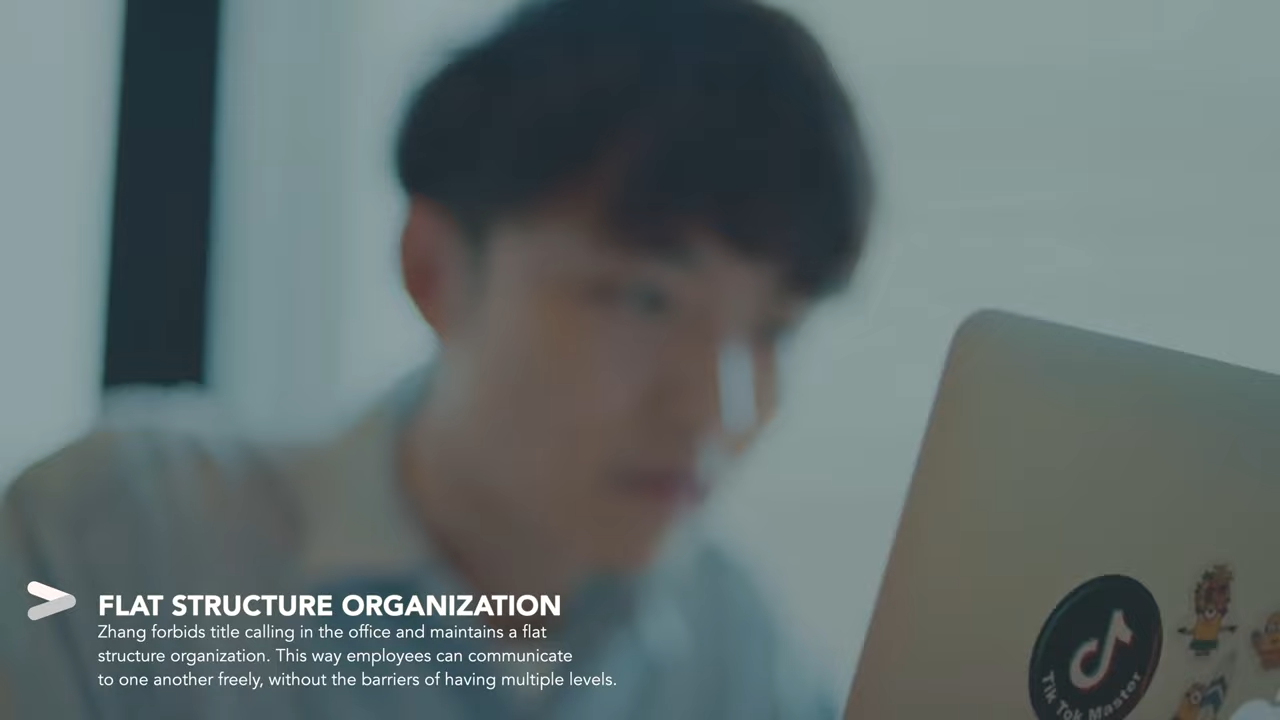 FLAT STRUCTURE ORGANIZATION
Zhang forbids title calling in the office and maintains a flat
structure organization. This way employees can communicate
to one another freely, without the barriers of having multiple levels.
Tik Tok Master